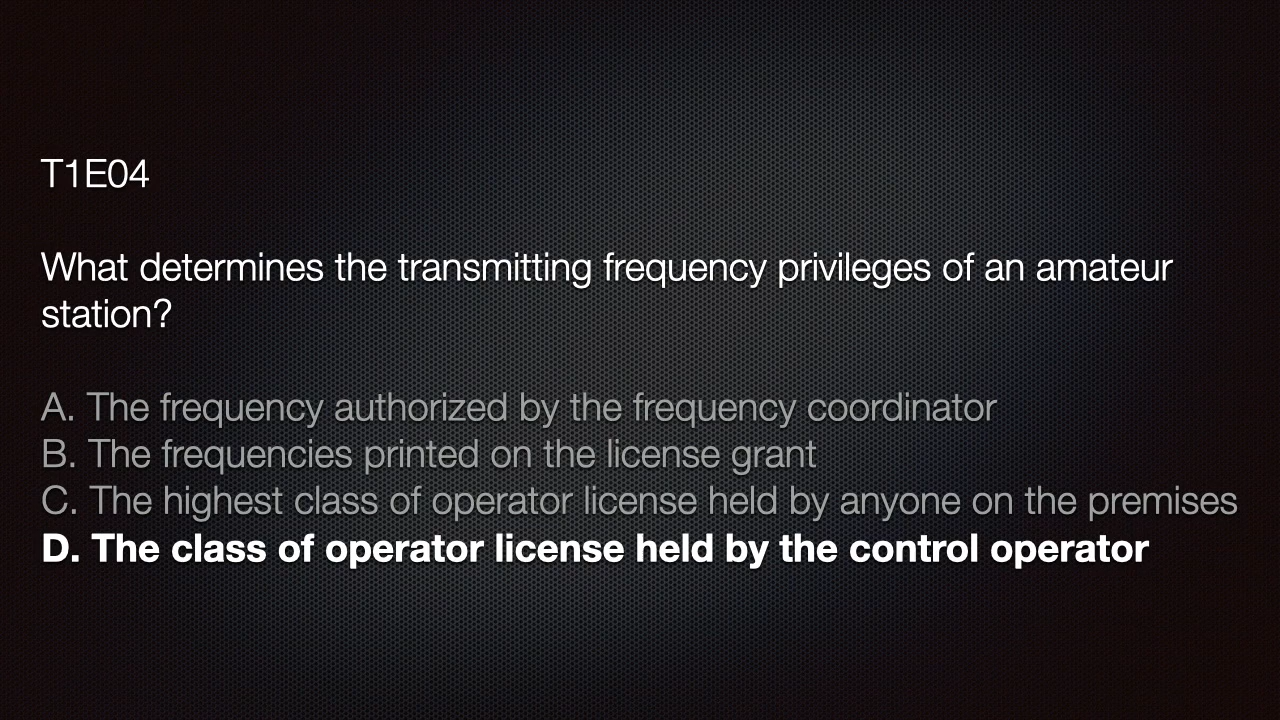 T1E04
What determines the transmitting frequency privileges of an amateur
station?
A. The frequency authorized by the frequency coordinator
B. The frequencies printed on the license grant
C. The highest class of operator license held by anyone on the premises
D. The class of operator license held by the control operator